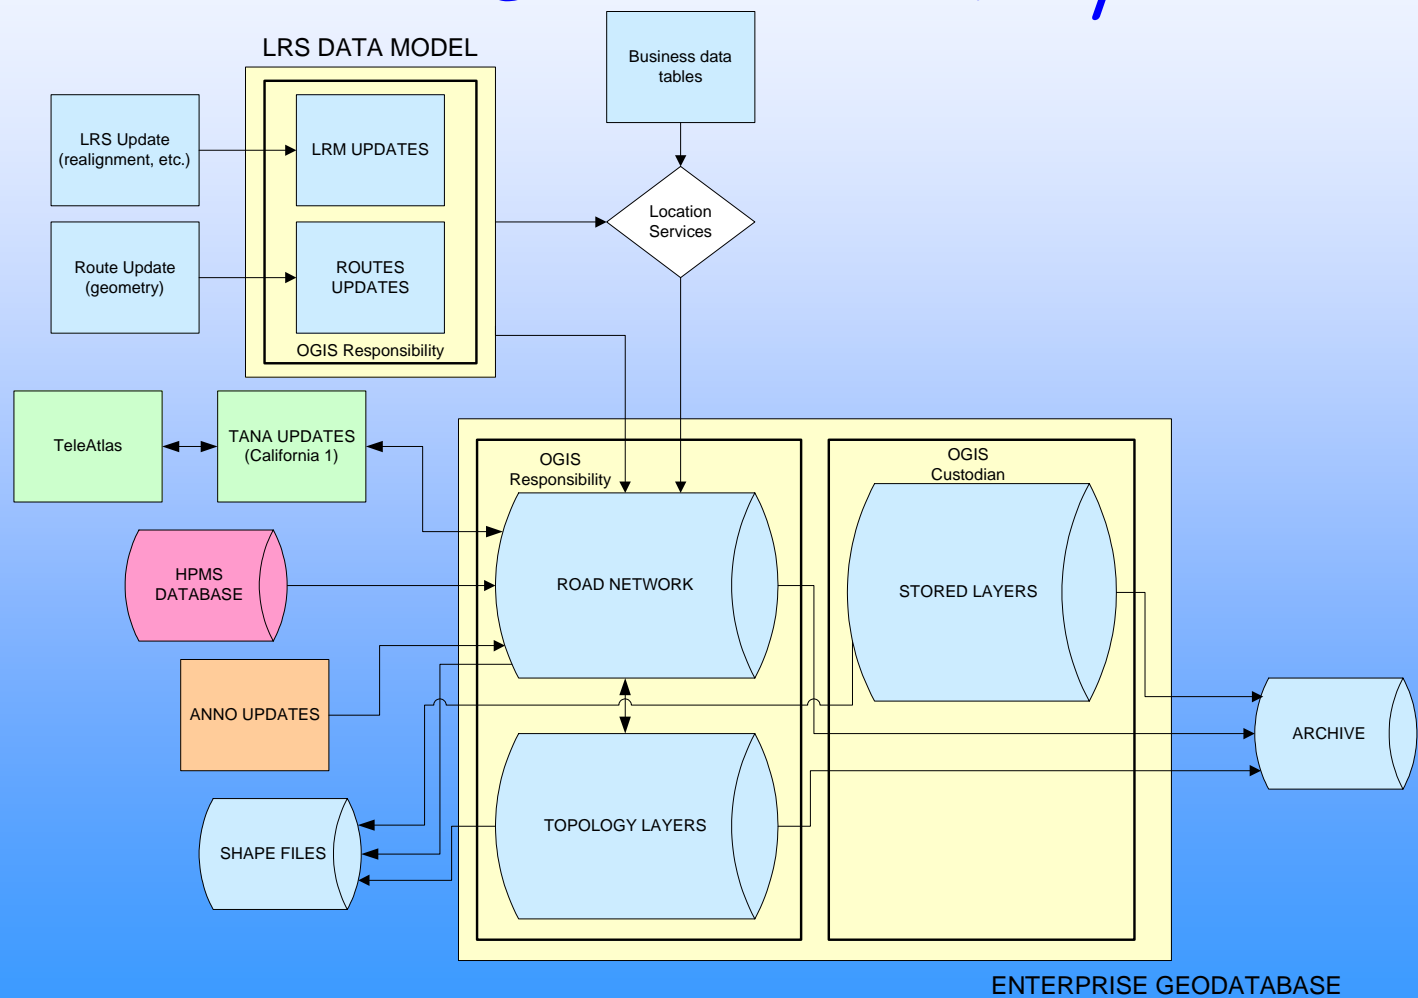 LRS DATA MODEL
Business data
tables
LRS Update
(realignment, etc.)
LRM UPDATES
Location
Services
Route Update
(geometry)
ROUTES
UPDATES
OGIS Responsibility
TeleAtlas
TANA UPDATES
(California 1)
OGIS
Responsibility
OGIS
Custodian
HPMS
DATABASE
ROAD NETWORK
STORED LAYERS
ANNO UPDATES
ARCHIVE
SHAPE FILES
TOPOLOGY LAYERS
ENTERPRISE GEODATABASE